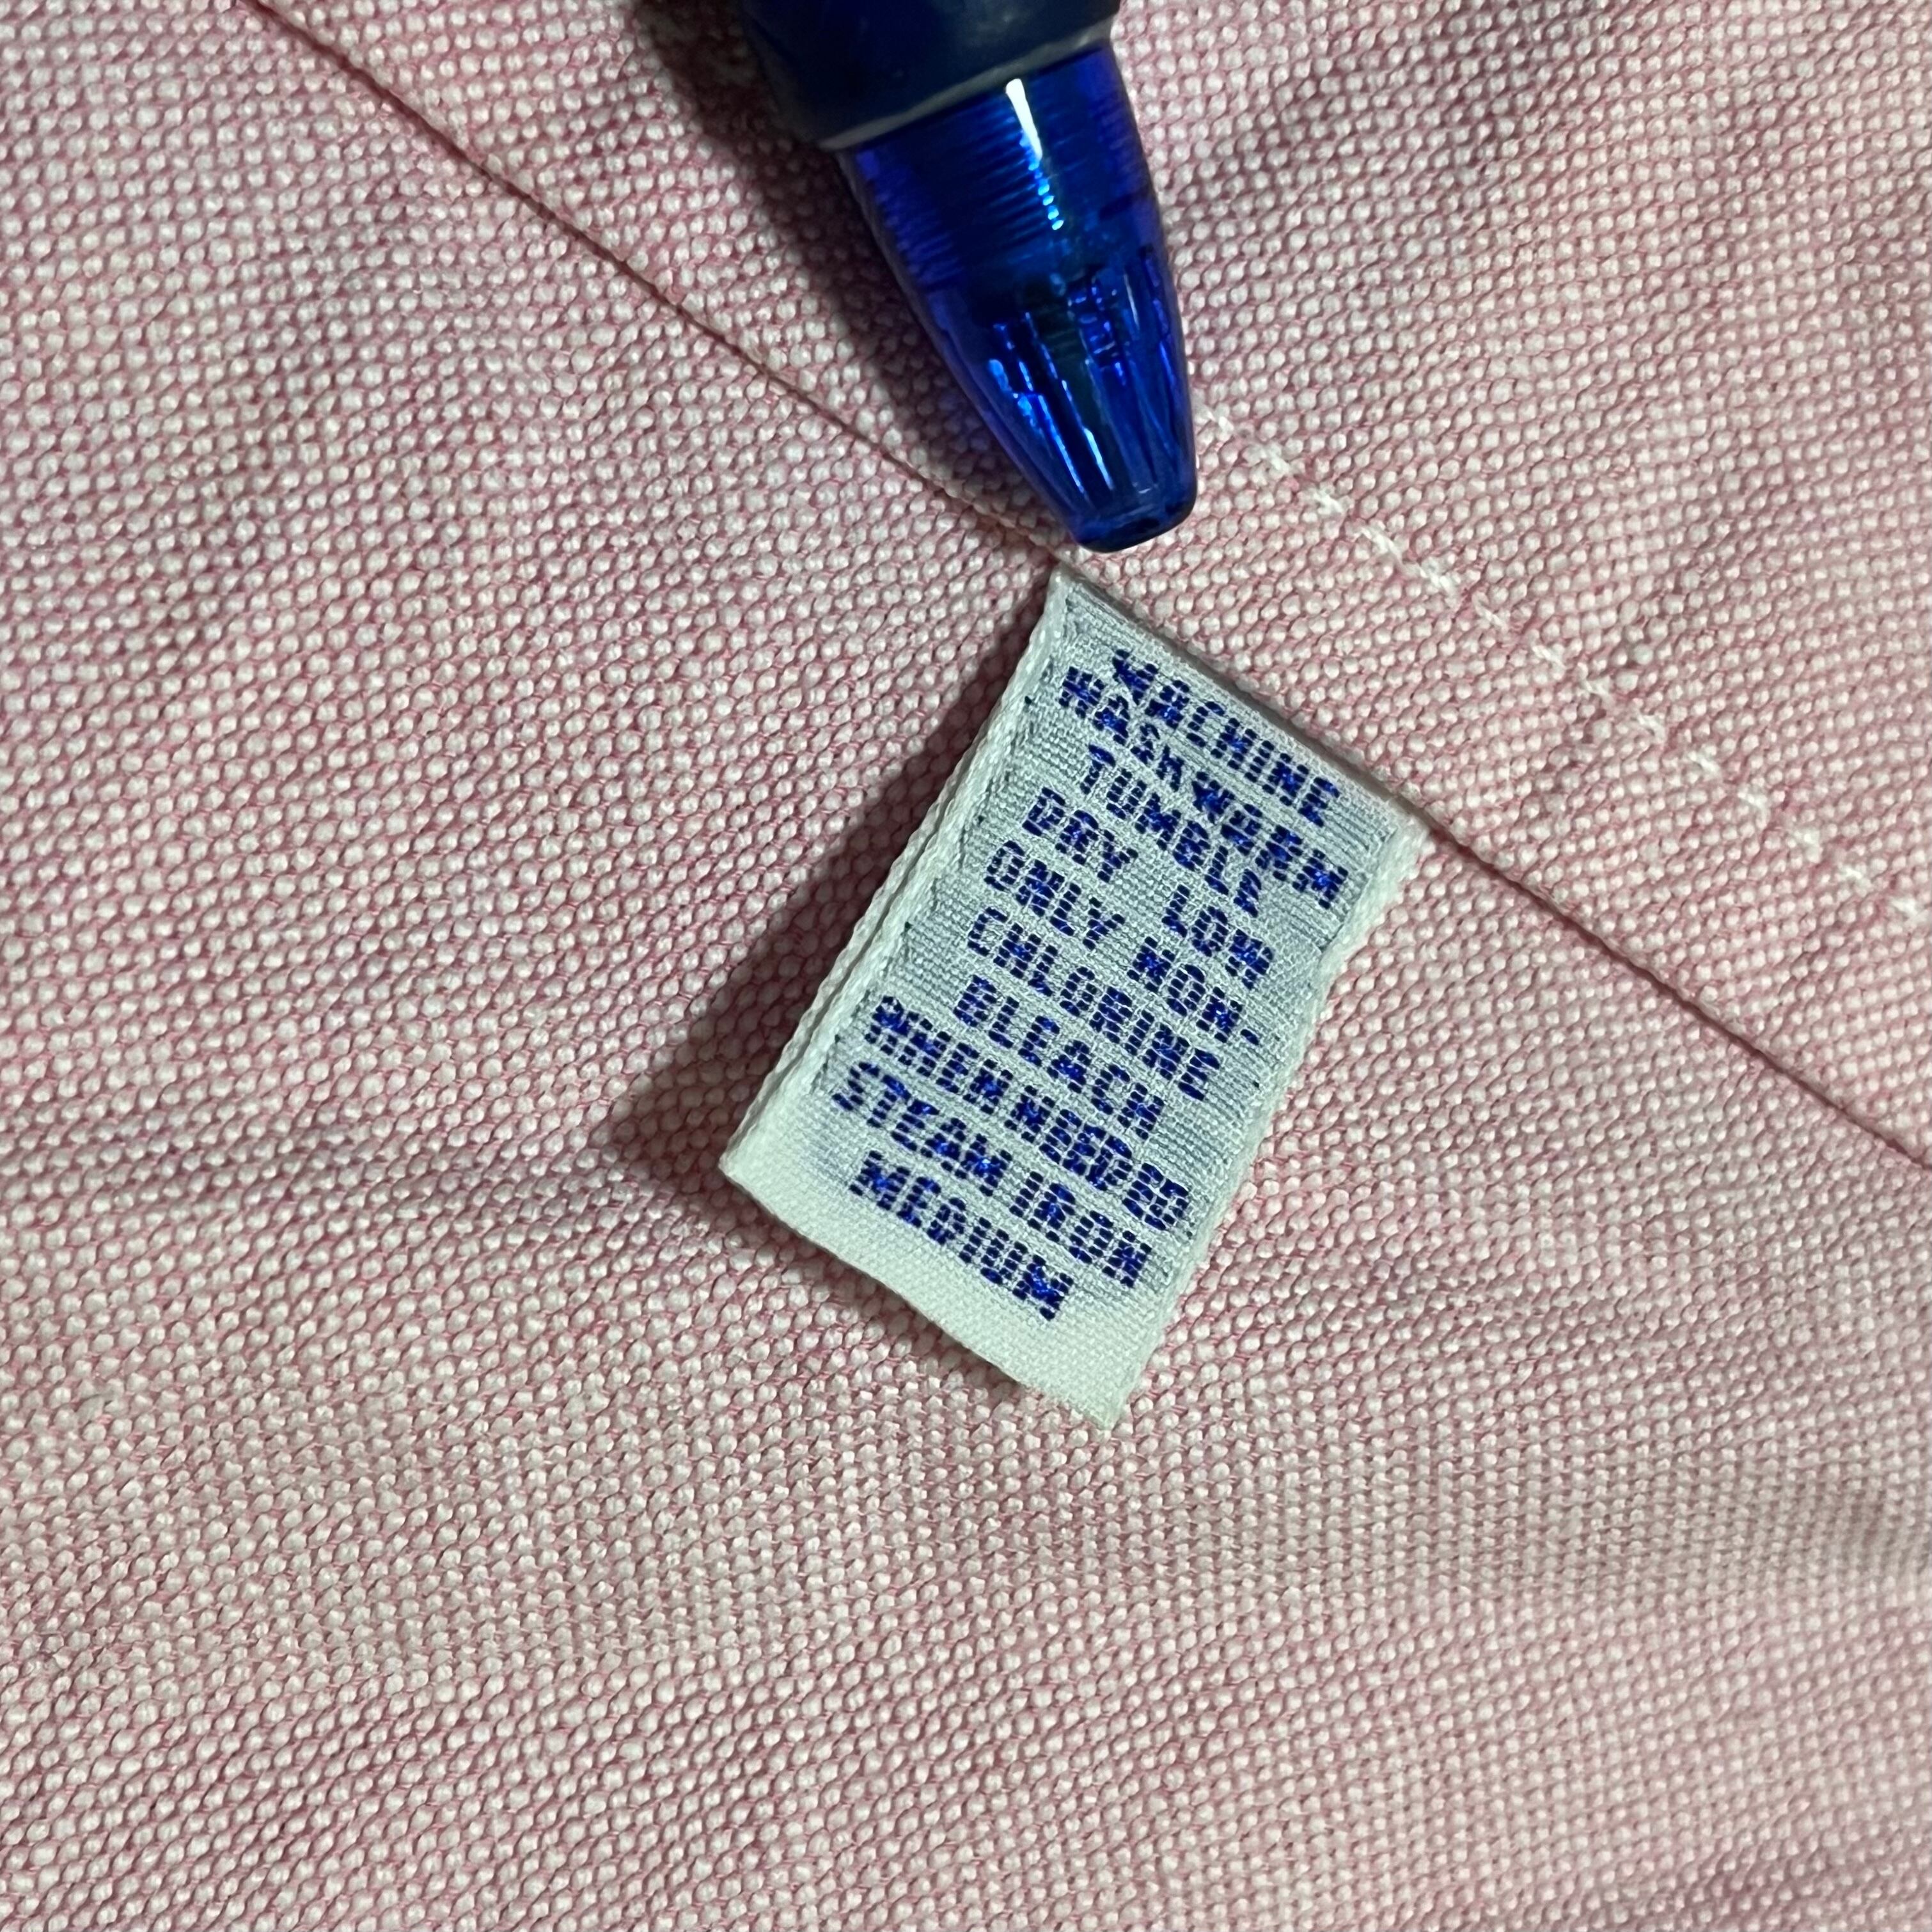 MACHINE
WASH WARM
TUMBLE
DRY LOW
ONLY NON-
CHLORINE
BLEACH
WHEN NEEDED
STEAM IRON
MEDIUM